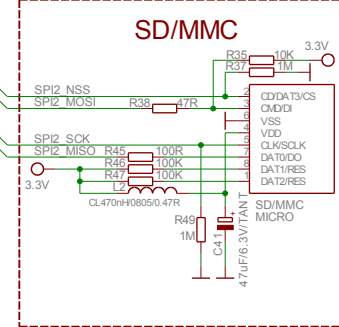 SD/MMC
3.3V
R35 10K
R37 1M
SPI2_NSS
SPI2_MOSI
R38 47R
2 CD/DAT3/CS
3 CMD/DI
6 VSS
4 VDD
5 CLK/SCLK
7 DAT0/DO
8 DAT1/RES
1 DAT2/RES
SPI2_SCK
SPI2_MISO R45 100R
R46 100K
R47 100K
3.3V
L2
CL470nH/0805/0.47R
SD/MMC
MICRO
R49
1M
C41
+
47uF/6.3V/TANT